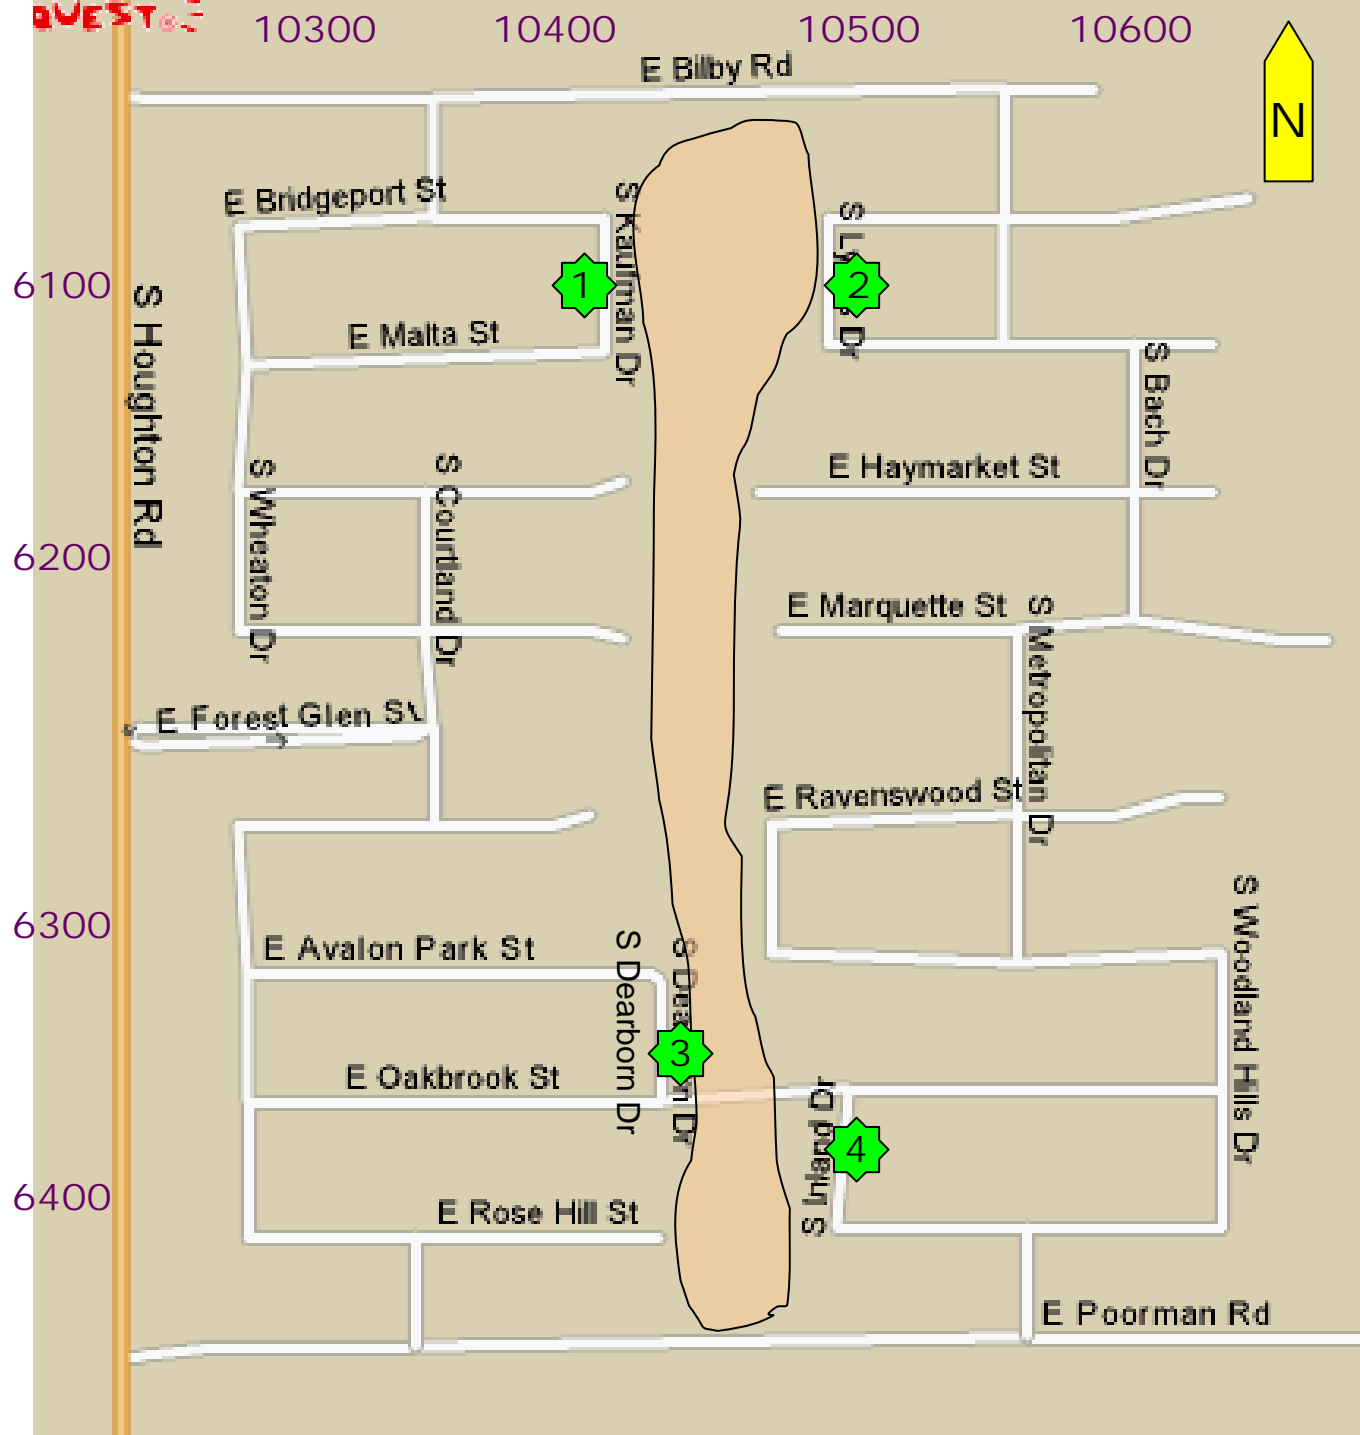 QUEST®
10300
10400
10500
10600
E Bilby Rd
N
E Bridgeport St
S Kaufman Dr
6100
1
2
S Houghton Rd
E Malta St
S Bach Dr
S Wheaton Dr
S Courtland Dr
E Haymarket St
6200
E Marquette St
S Metropolitan Dr
E Forest Glen St
E Ravenswood St
6300
S Woodland Hills Dr
E Avalon Park St
S Dearborn Dr
3
E Oakbrook St
S Inland Dr
4
6400
E Rose Hill St
E Poorman Rd